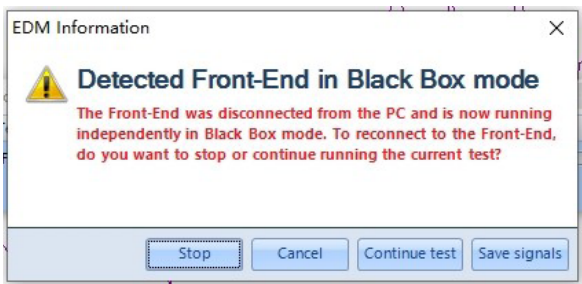 EDM Information
Detected Front-End in Black Box mode
The Front-End was disconnected from the PC and is now running
independently in Black Box mode. To reconnect to the Front-End,
do you want to stop or continue running the current test?
Stop Cancel Continue test Save signals